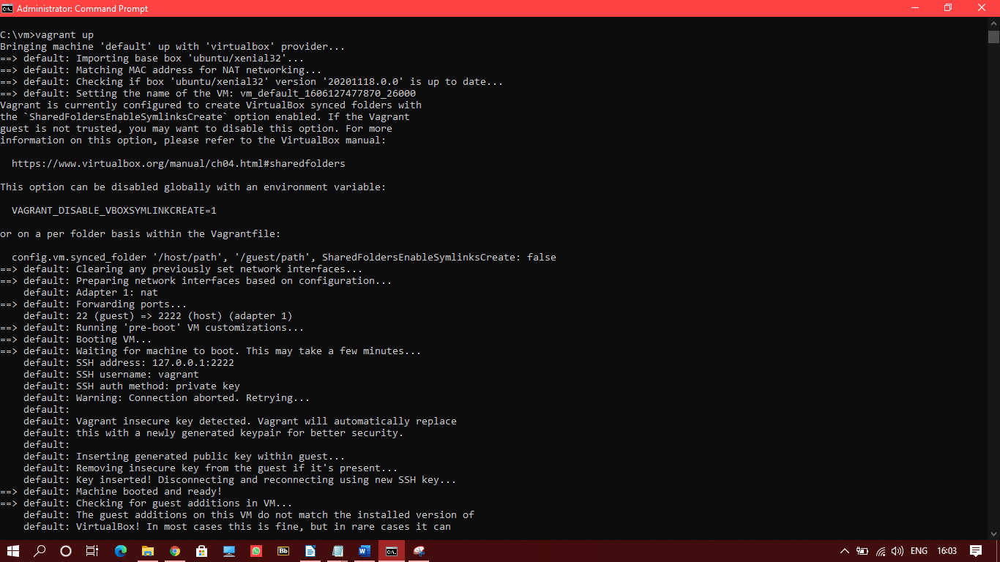 Administrator: Command Prompt
C:\vm>vagrant up
Bringing machine 'default' up with 'virtualbox' provider...
==> default: Importing base box 'ubuntu/xenial32'...
==> default: Matching MAC address for NAT networking...
==> default: Checking if box 'ubuntu/xenial32' version '20201118.0.0' is up to date...
==> default: Setting the name of the VM: vm_default_1606127477870_26000
Vagrant is currently configured to create VirtualBox synced folders with
the `SharedFoldersEnableSymlinksCreate` option enabled. If the Vagrant
guest is not trusted, you may want to disable this option. For more
information on this option, please refer to the VirtualBox manual:
https://www.virtualbox.org/manual/ch04.html#sharedfolders
This option can be disabled globally with an environment variable:
VAGRANT_DISABLE_VBOXSYMLINKCREATE=1
or on a per folder basis within the Vagrantfile:
config.vm.synced_folder '/host/path', '/guest/path', SharedFoldersEnableSymlinksCreate: false
==> default: Clearing any previously set network interfaces...
==> default: Preparing network interfaces based on configuration...
default: Adapter 1: nat
==> default: Forwarding ports...
default: 22 (guest) => 2222 (host) (adapter 1)
==> default: Running 'pre-boot' VM customizations...
==> default: Booting VM...
==> default: Waiting for machine to boot. This may take a few minutes...
default: SSH address: 127.0.0.1:2222
default: SSH username: vagrant
default: SSH auth method: private key
default: Warning: Connection aborted. Retrying...
default:
default: Vagrant insecure key detected. Vagrant will automatically replace
default: this with a newly generated keypair for better security.
default:
default: Inserting generated public key within guest...
default: Removing insecure key from the guest if it's present...
default: Key inserted! Disconnecting and reconnecting using new SSH key...
==> default: Machine booted and ready!
==> default: Checking for guest additions in VM...
default: The guest additions on this VM do not match the installed version of
default: VirtualBox! In most cases this is fine, but in rare cases it can
Bb
ENG
16:03